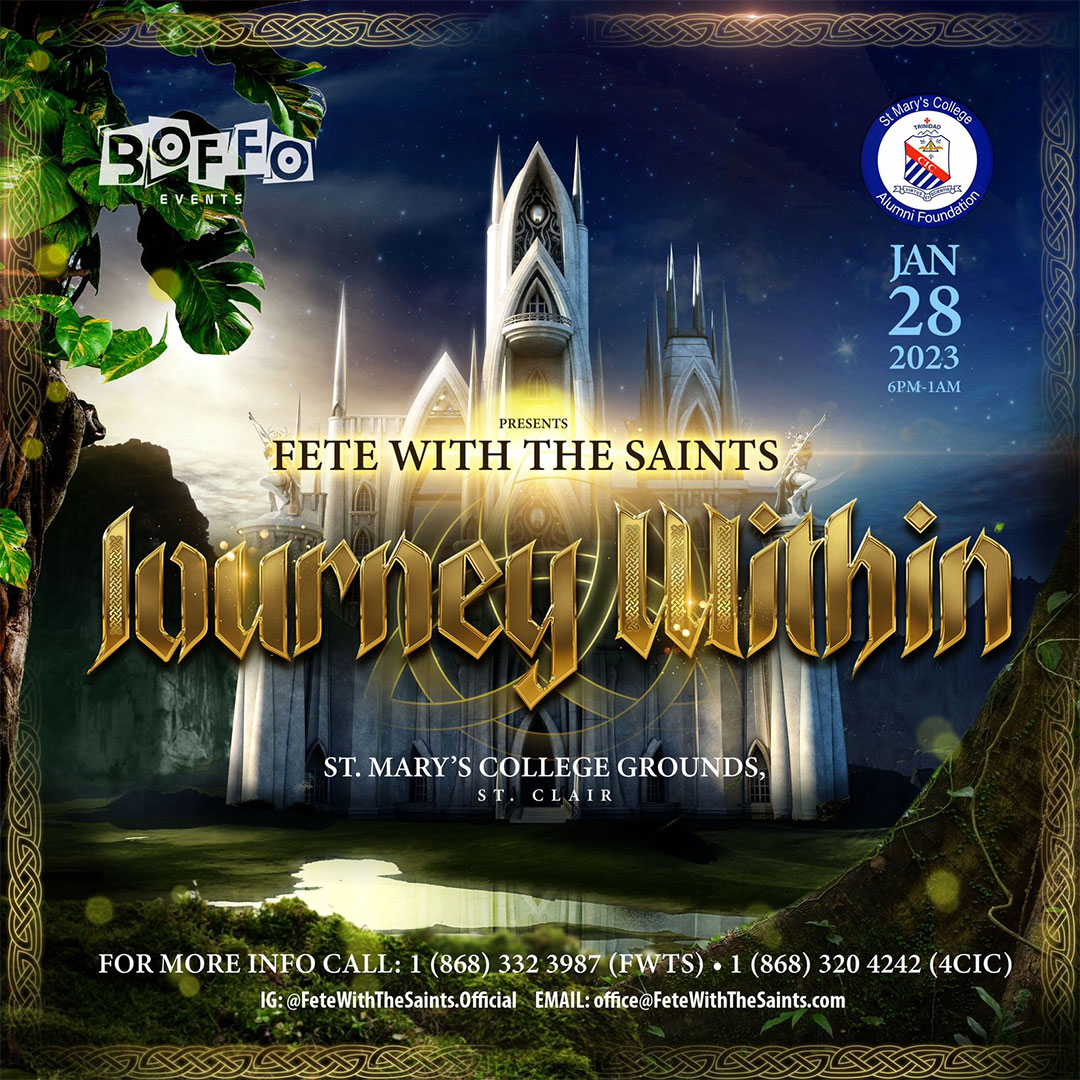 BOFFO
EVENTS
St Mary's College
TRINIDAD
CIC
Alumni Foundation
JAN
28
2023
6PM-1AM
PRESENTS
FETE WITH THE SAINTS
Journey Within
ST. MARY'S COLLEGE GROUNDS,
ST. CLAIR
FOR MORE INFO CALL: 1 (868) 332 3987 (FWTS) • 1 (868) 320 4242 (4CIC)
IG: @FeteWithTheSaints.Official EMAIL: office@FeteWithTheSaints.com